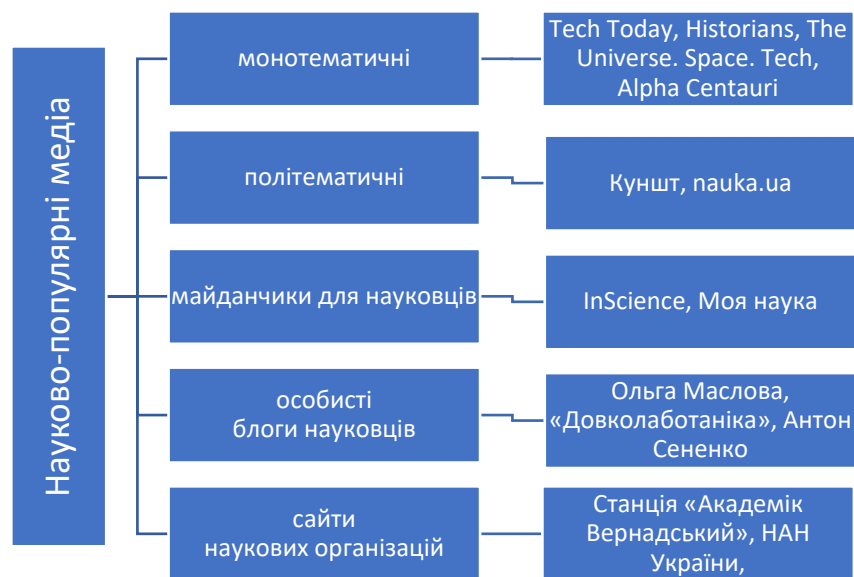 Науково-популярні медіа
монотематичні
Tech Today, Historians, The
Universe. Space. Tech,
Alpha Centauri
політематичні
Куншт, nauka.ua
майданчики для науковців
InScience, Моя наука
особисті
блоги науковців
Ольга Маслова,
«Довколаботаніка», Антон
Сененко
сайти
наукових організацій
Станція «Академік
Вернадський», НАН
України,